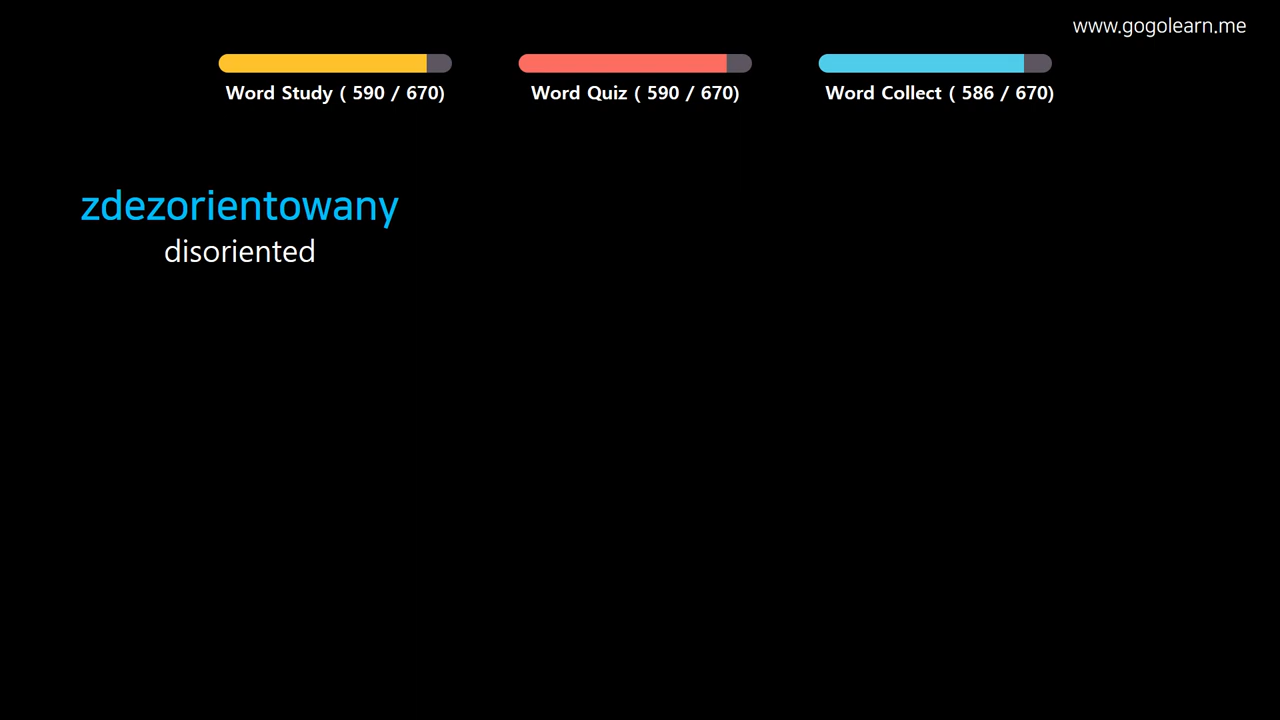 www.gogolearn.me
Word Study ( 590 / 670)
Word Quiz ( 590 / 670)
Word Collect ( 586 / 670)
zdezorientowany
disoriented